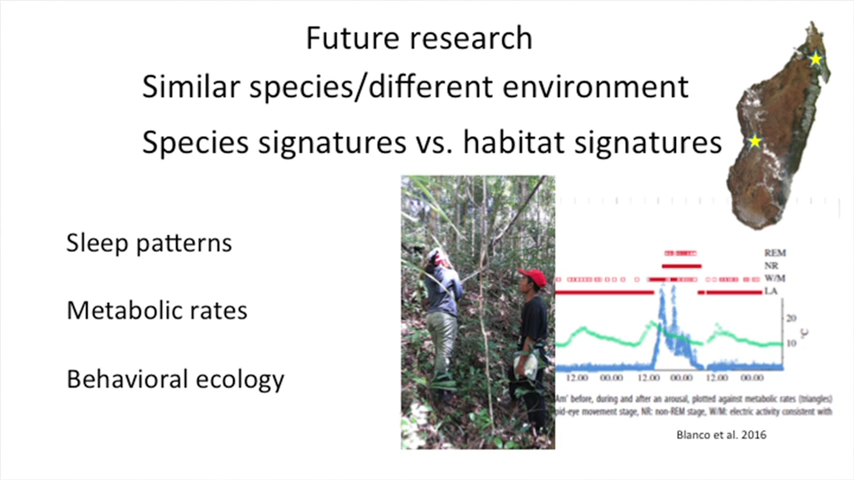 Future research
Similar species/different environment
Species signatures vs. habitat signatures
Sleep patterns
Metabolic rates
Behavioral ecology
REM
NR
W/M
LA
20
10
°C
12.00 00.00 12.00 00.00 12.00 00.00
Am' before, during and after an arousal, plotted against metabolic rates (triangles)
pid-eye movement stage, NR: non-REM stage, W/M: electric activity consistent with
Blanco et al. 2016